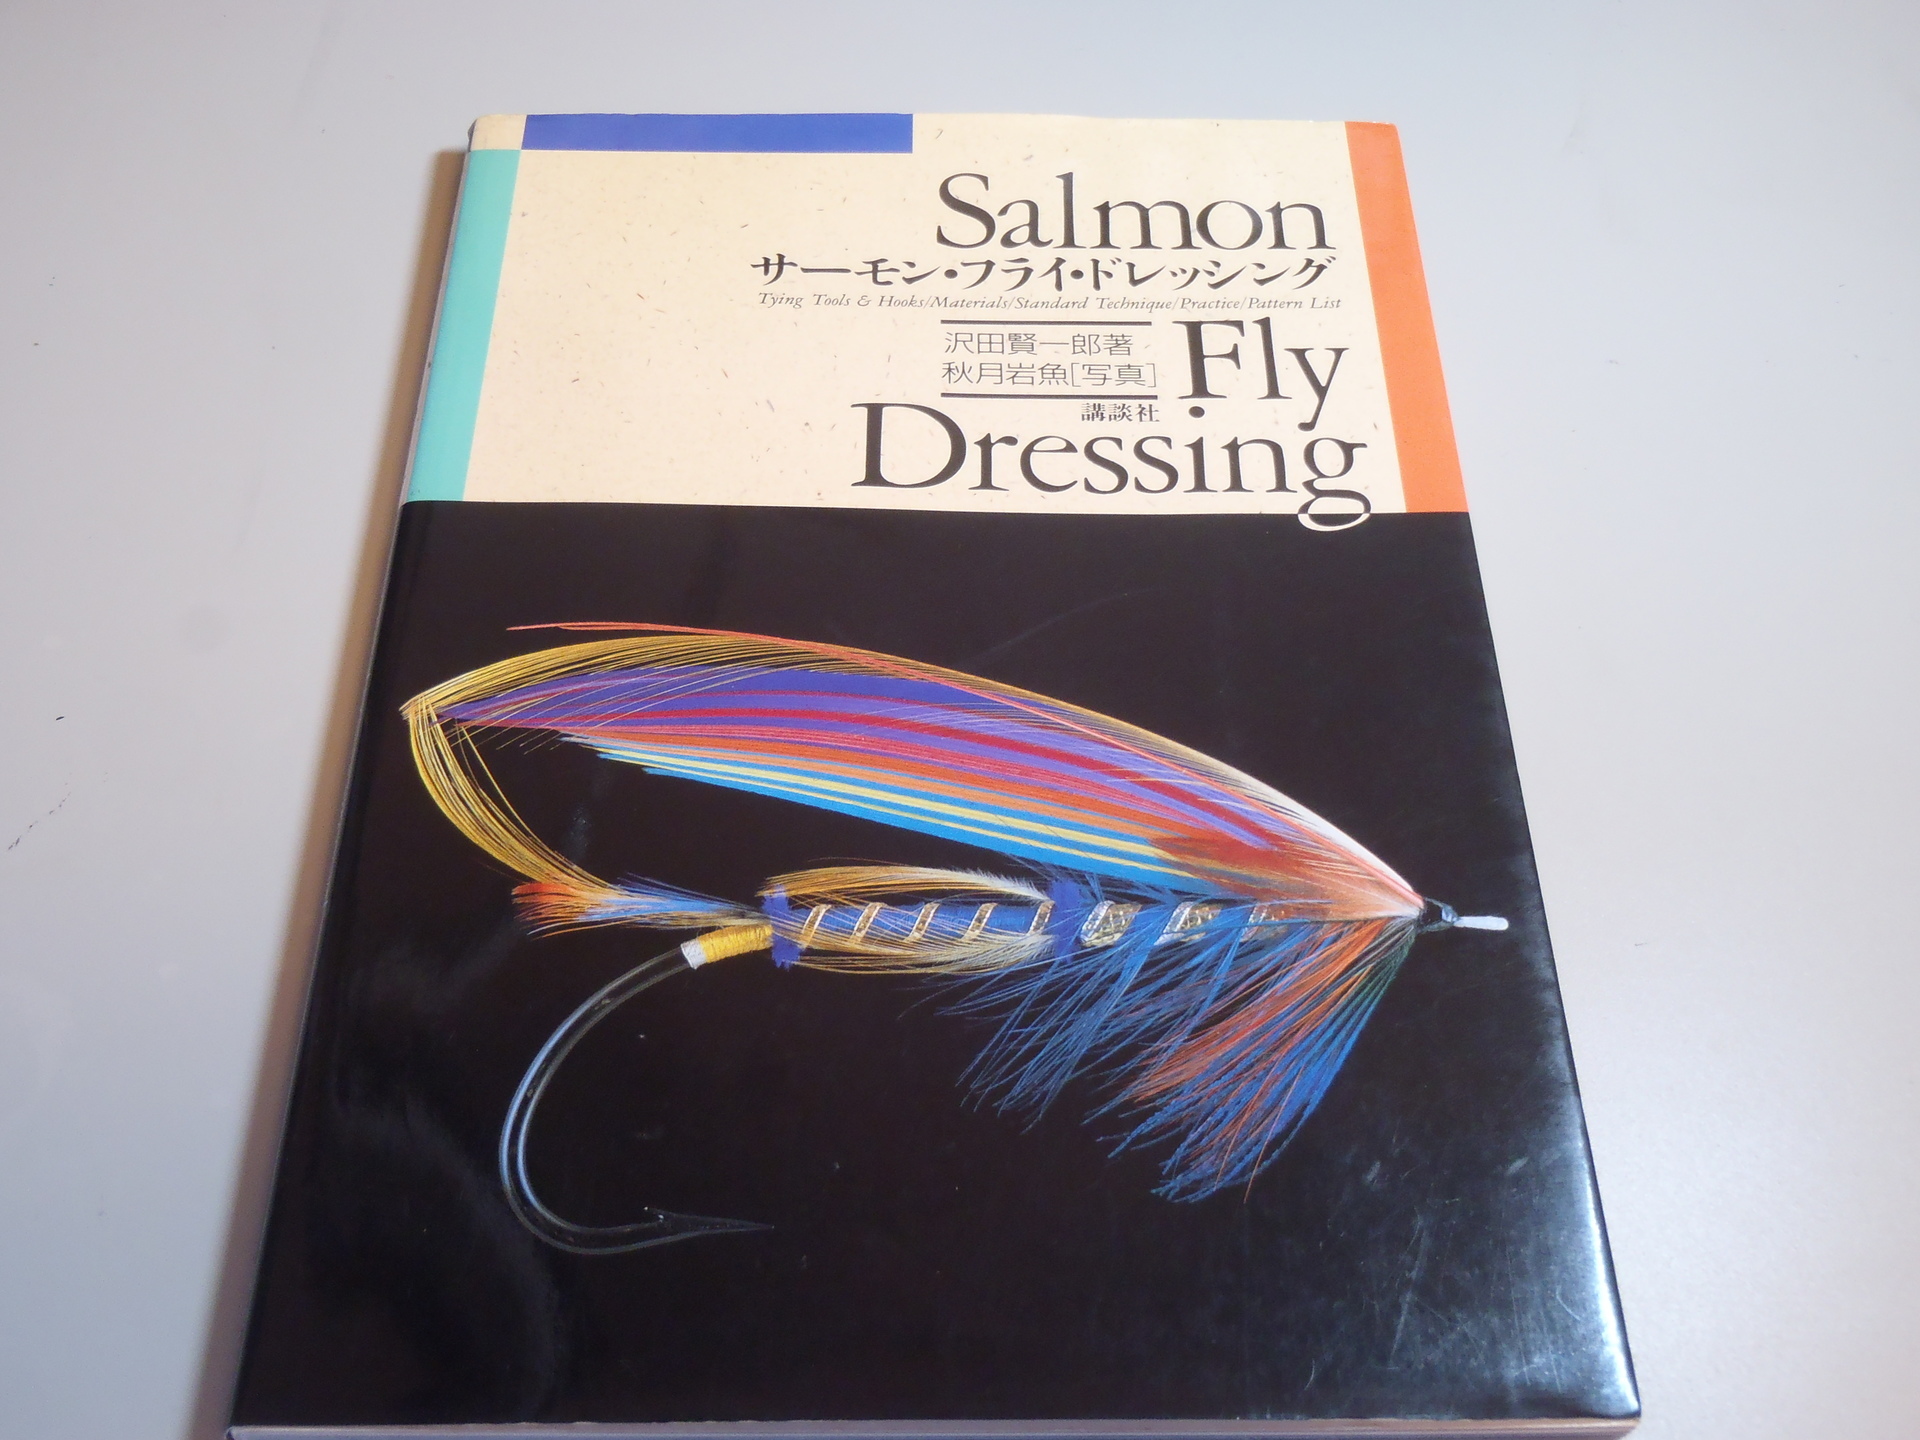 Salmon
サーモン・フライ・ドレッシング
Tying Tools & Hooks/Materials/Standard Technique/Practice/Pattern List
沢田賢一郎著
秋月岩魚[写真]
Fly
講談社
Dressing